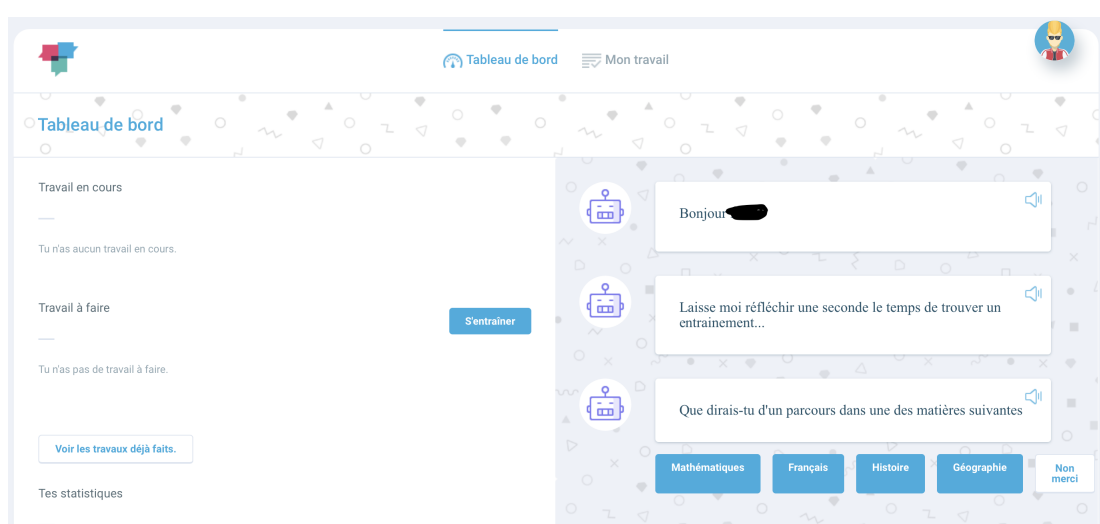 Tableau de bord
Mon travail
Tableau de bord
Travail en cours
Tu n'as aucun travail en cours.
Travail à faire
S'entraîner
Tu n'as pas de travail à faire.
Voir les travaux déjà faits.
Tes statistiques
Bonjour
Laisse moi réfléchir une seconde le temps de trouver un
entrainement...
Que dirais-tu d'un parcours dans une des matières suivantes
Mathématiques
Français
Histoire
Géographie
Non
merci